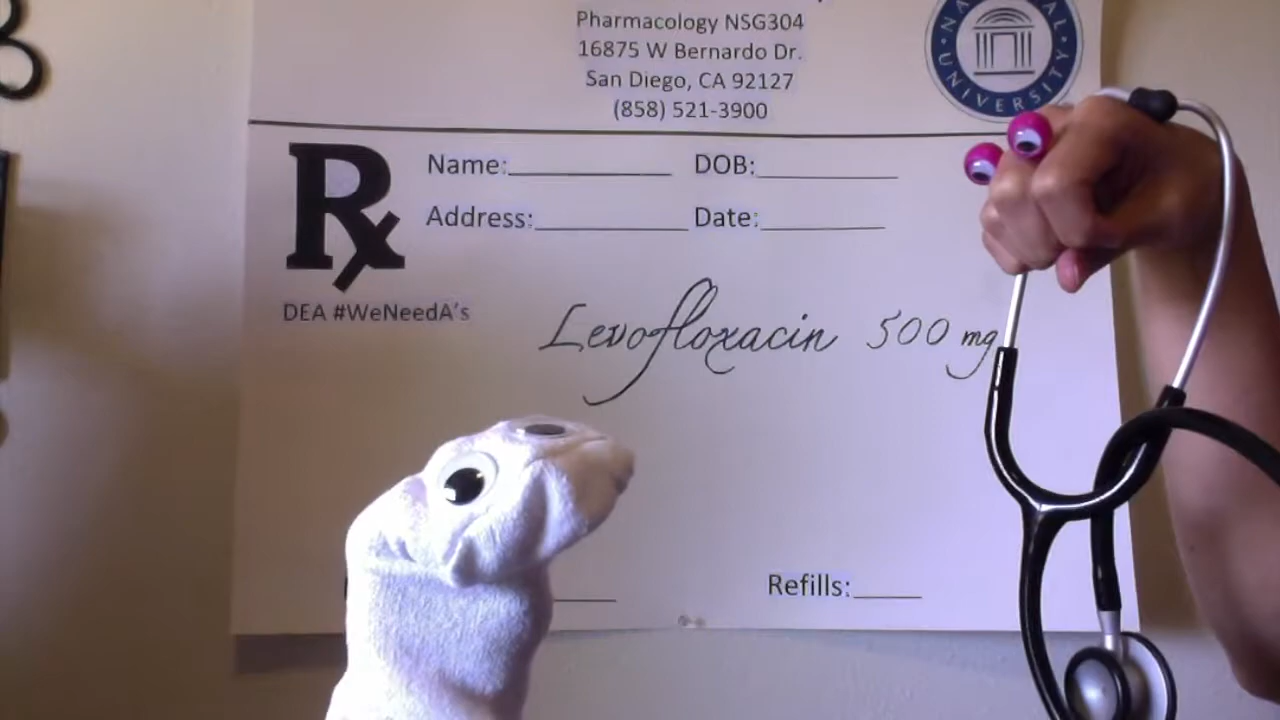 Pharmacology NSG304
16875 W Bernardo Dr.
San Diego, CA 92127
(858) 521-3900
UNIVERSITY
Name: DOB:
Address: Date:
Rx
DEA #WeNeedA's
Levofloxacin 500 mg
Refills: